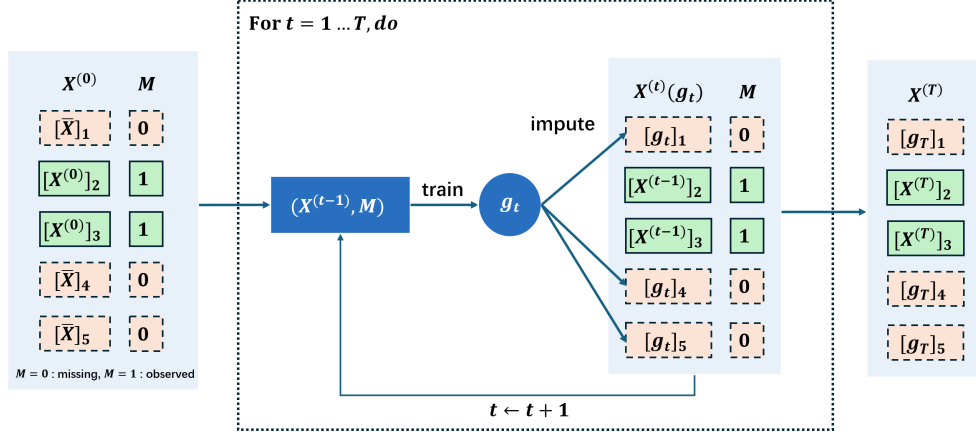 For t = 1 … T, do
X^(0) M
[X̅]_1 0
[X^(0)]_2 1
[X^(0)]_3 1
[X̅]_4 0
[X̅]_5 0
M = 0 : missing, M = 1 : observed
(X^(t−1), M)
train
g_t
impute
X^(t)(g_t) M
[g_t]_1 0
[X^(t−1)]_2 1
[X^(t−1)]_3 1
[g_t]_4 0
[g_t]_5 0
t ← t + 1
X^(T)
[g_T]_1
[X^(T)]_2
[X^(T)]_3
[g_T]_4
[g_T]_5